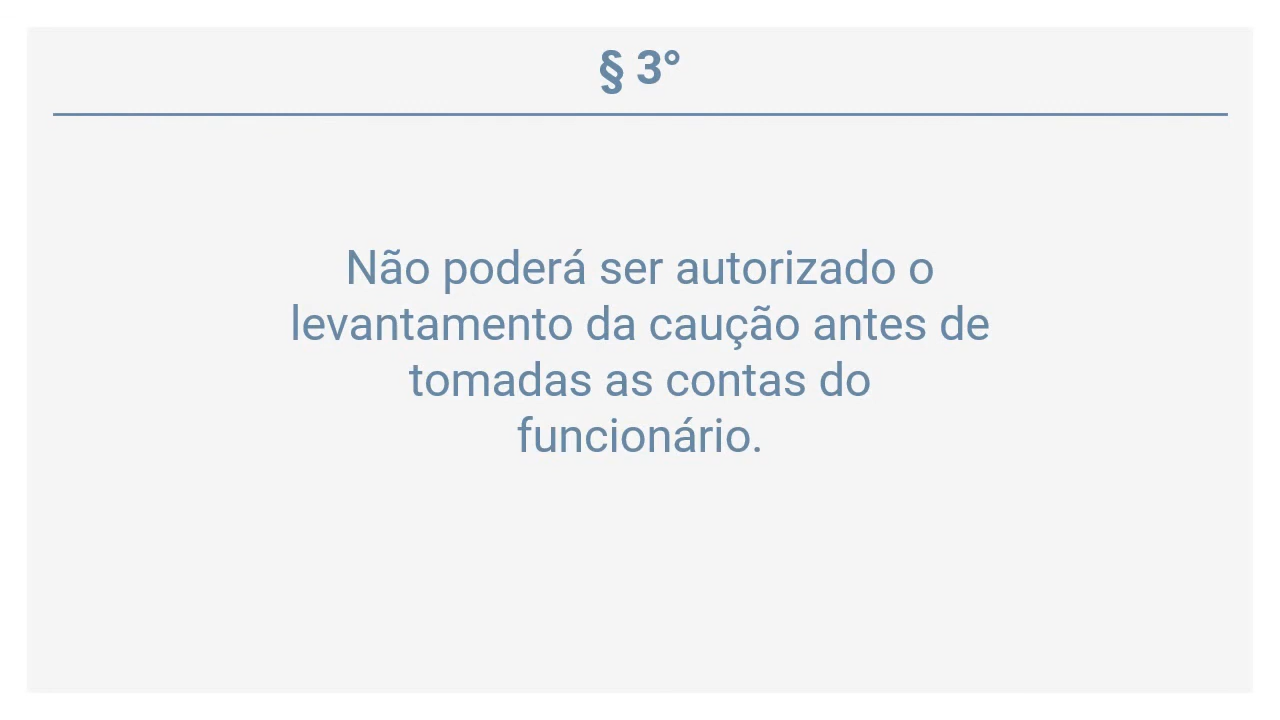 § 3°
Não poderá ser autorizado o
levantamento da caução antes de
tomadas as contas do
funcionário.